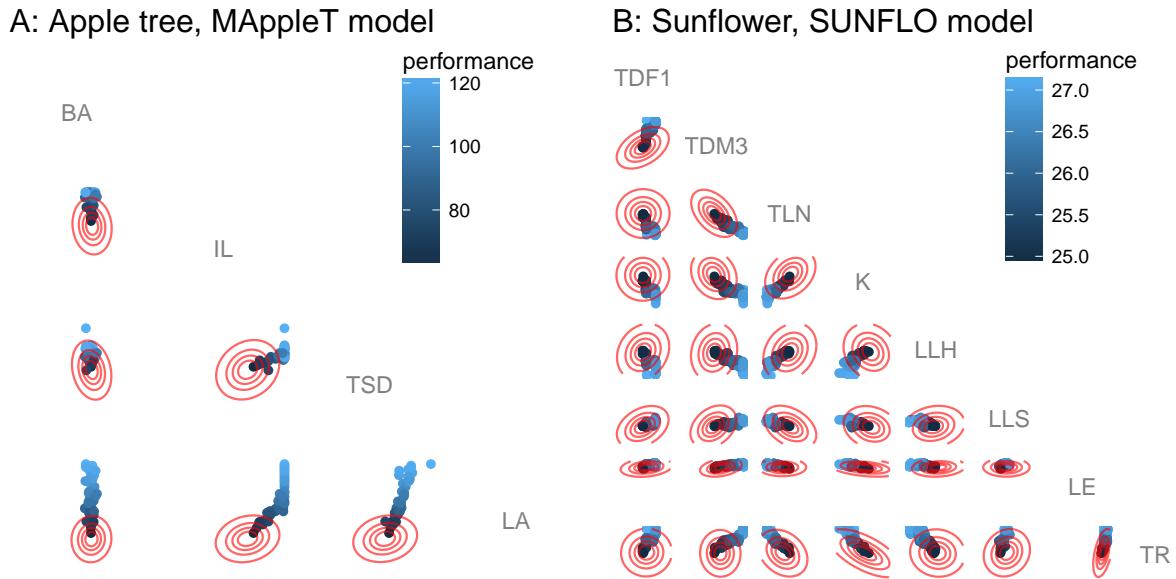 A: Apple tree, MAppleT model
performance
120
100
80
BA
IL
TSD
LA
B: Sunflower, SUNFLO model
performance
27.0
26.5
26.0
25.5
25.0
TDF1
TDM3
TLN
K
LLH
LLS
LE
TR